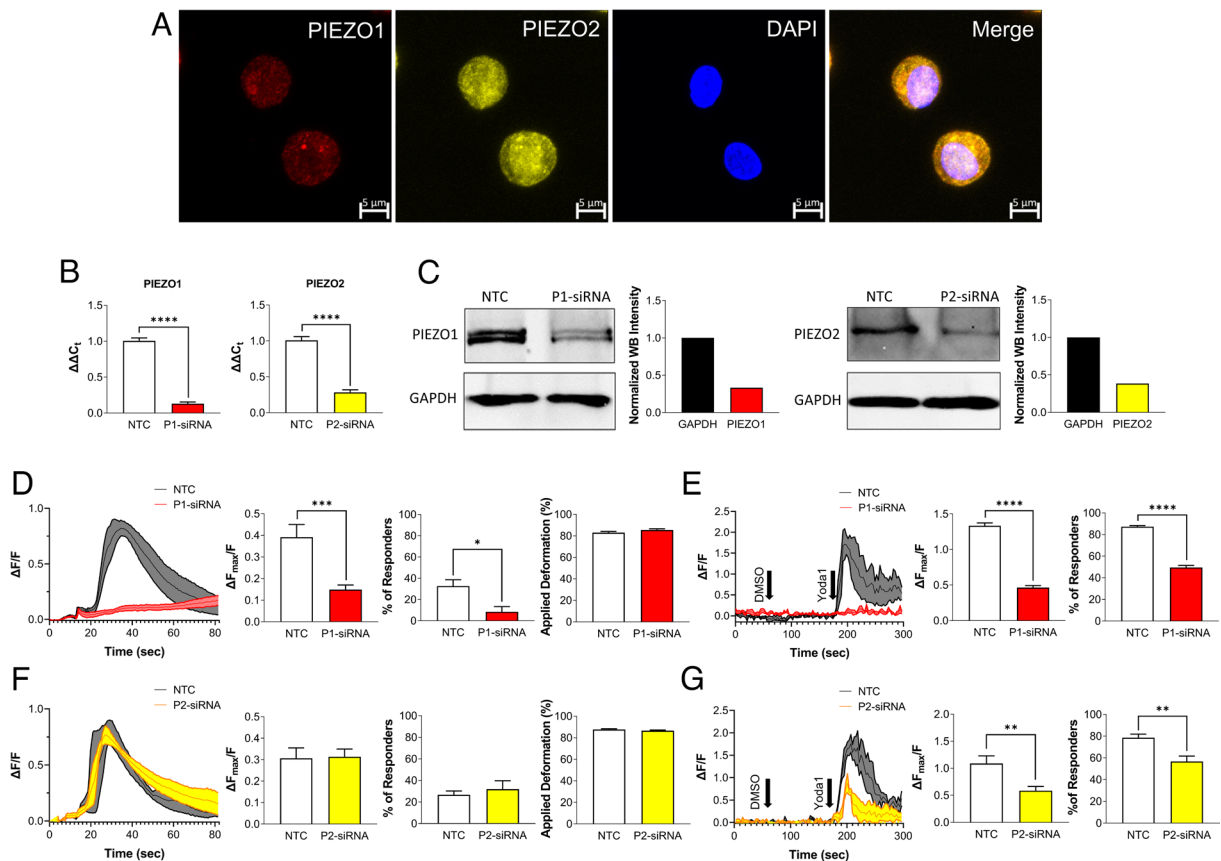 A
PIEZO1
PIEZO2
DAPI
Merge
5 µm
5 µm
5 µm
5 µm
B
PIEZO1
ΔΔCt
1.5
1.0
0.5
0.0
****
NTC
P1-siRNA
PIEZO2
ΔΔCt
1.5
1.0
0.5
0.0
****
NTC
P2-siRNA
C
NTC
P1-siRNA
PIEZO1
GAPDH
Normalized WB Intensity
1.5
1.0
0.5
0.0
GAPDH
PIEZO1
NTC
P2-siRNA
PIEZO2
GAPDH
Normalized WB Intensity
1.5
1.0
0.5
0.0
GAPDH
PIEZO2
D
NTC
P1-siRNA
ΔF/F
1.0
0.5
0.0
0
20
40
60
80
Time (sec)
ΔFmax/F
0.5
0.4
0.3
0.2
0.1
0.0
***
NTC
P1-siRNA
% of Responders
100
80
60
40
20
0
*
NTC
P1-siRNA
Applied Deformation (%)
100
80
60
40
20
0
NTC
P1-siRNA
E
NTC
P1-siRNA
ΔF/F
3
2
1
0
DMSO
Yoda1
0
100
200
300
Time (sec)
ΔFmax/F
1.5
1.0
0.5
0.0
****
NTC
P1-siRNA
% of Responders
100
80
60
40
20
0
****
NTC
P1-siRNA
F
NTC
P2-siRNA
ΔF/F
1.0
0.5
0.0
0
20
40
60
80
Time (sec)
ΔFmax/F
0.5
0.4
0.3
0.2
0.1
0.0
NTC
P2-siRNA
% of Responders
100
80
60
40
20
0
NTC
P2-siRNA
Applied Deformation (%)
100
80
60
40
20
0
NTC
P2-siRNA
G
NTC
P2-siRNA
ΔF/F
3
2
1
0
DMSO
Yoda1
0
100
200
300
Time (sec)
ΔFmax/F
2.0
1.5
1.0
0.5
0.0
**
NTC
P2-siRNA
%of Responders
100
80
60
40
20
0
**
NTC
P2-siRNA